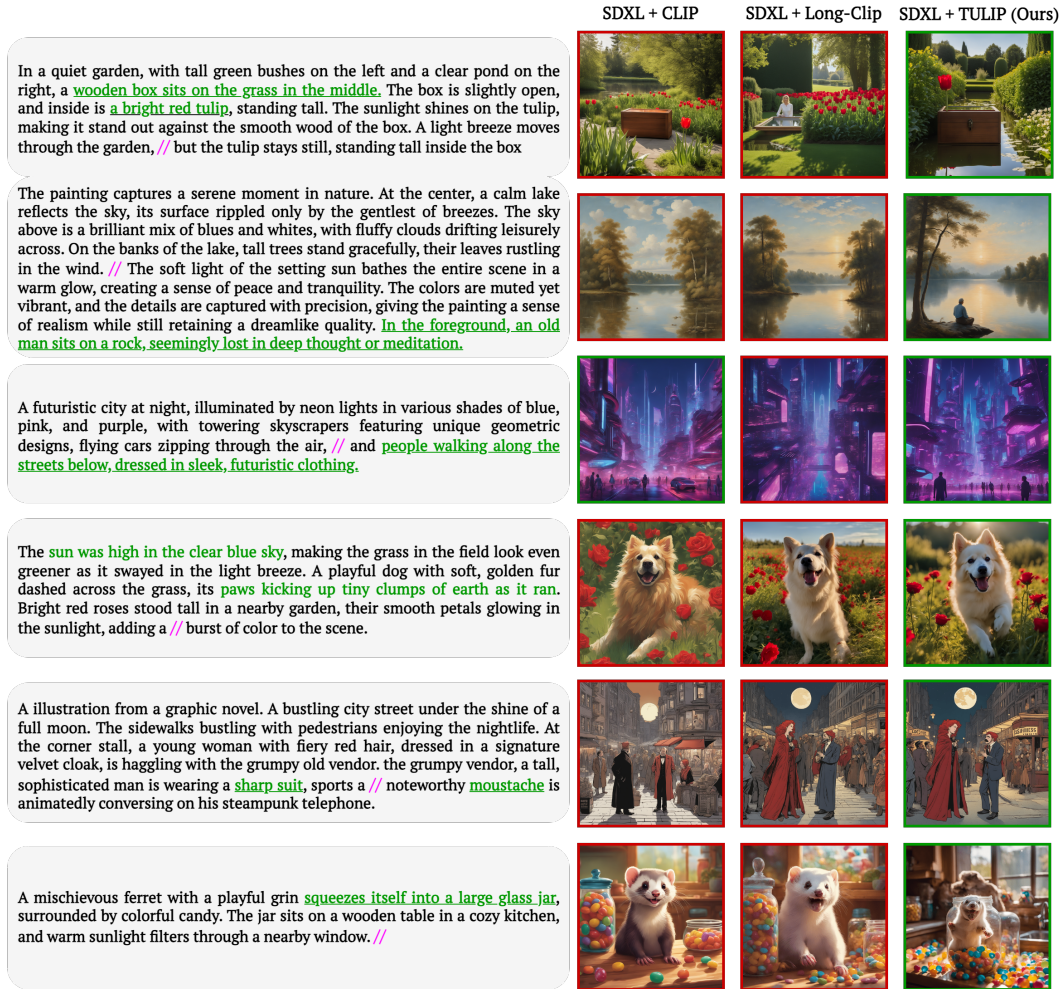 SDXL + CLIP
SDXL + Long-Clip
SDXL + TULIP (Ours)
In a quiet garden, with tall green bushes on the left and a clear pond on the
right, a wooden box sits on the grass in the middle. The box is slightly open,
and inside is a bright red tulip, standing tall. The sunlight shines on the tulip,
making it stand out against the smooth wood of the box. A light breeze moves
through the garden, // but the tulip stays still, standing tall inside the box
The painting captures a serene moment in nature. At the center, a calm lake
reflects the sky, its surface rippled only by the gentlest of breezes. The sky
above is a brilliant mix of blues and whites, with fluffy clouds drifting leisurely
across. On the banks of the lake, tall trees stand gracefully, their leaves rustling
in the wind. // The soft light of the setting sun bathes the entire scene in a
warm glow, creating a sense of peace and tranquility. The colors are muted yet
vibrant, and the details are captured with precision, giving the painting a sense
of realism while still retaining a dreamlike quality. In the foreground, an old
man sits on a rock, seemingly lost in deep thought or meditation.
A futuristic city at night, illuminated by neon lights in various shades of blue,
pink, and purple, with towering skyscrapers featuring unique geometric
designs, flying cars zipping through the air, // and people walking along the
streets below, dressed in sleek, futuristic clothing.
The sun was high in the clear blue sky, making the grass in the field look even
greener as it swayed in the light breeze. A playful dog with soft, golden fur
dashed across the grass, its paws kicking up tiny clumps of earth as it ran.
Bright red roses stood tall in a nearby garden, their smooth petals glowing in
the sunlight, adding a // burst of color to the scene.
A illustration from a graphic novel. A bustling city street under the shine of a
full moon. The sidewalks bustling with pedestrians enjoying the nightlife. At
the corner stall, a young woman with fiery red hair, dressed in a signature
velvet cloak, is haggling with the grumpy old vendor. the grumpy vendor, a tall,
sophisticated man is wearing a sharp suit, sports a // noteworthy moustache is
animatedly conversing on his steampunk telephone.
A mischievous ferret with a playful grin squeezes itself into a large glass jar,
surrounded by colorful candy. The jar sits on a wooden table in a cozy kitchen,
and warm sunlight filters through a nearby window. //